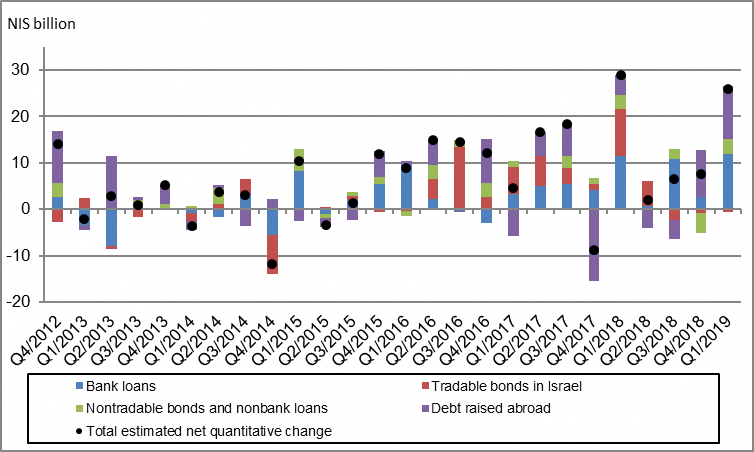 NIS billion
30
20
10
0
-10
-20
Q4/2012 Q1/2013 Q2/2013 Q3/2013 Q4/2013 Q1/2014 Q2/2014 Q3/2014 Q4/2014 Q1/2015 Q2/2015 Q3/2015 Q4/2015 Q1/2016 Q2/2016 Q3/2016 Q4/2016 Q1/2017 Q2/2017 Q3/2017 Q4/2017 Q1/2018 Q2/2018 Q3/2018 Q4/2018 Q1/2019
Bank loans Tradable bonds in Israel
Nontradable bonds and nonbank loans Debt raised abroad
Total estimated net quantitative change